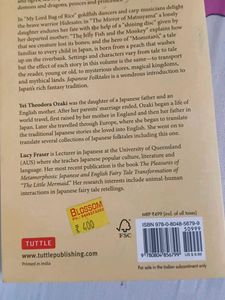 demons and dragons, princes and princesses
In "My Lord Bag of Rice" goldfish dancers and carp musicians delight
the brave warrior Hidesato. In "The Mirror of Matsuyama" a lonely
daughter endures her fate with the help of a "shining disc" given by
her departed mother. "The Jelly Fish and the Monkey" explains how
that sea creature lost its bones; and the hero of "Momotaro", a tale
familiar to every child in Japan, is born from a peach that washes
up on the riverbank. Settings and characters vary from tale to tale
but the effect of each story in this volume is the same—to transport
the reader, young or old, to mysterious shores, magical kingdoms,
and singing snakes. Japanese Folktales is a wondrous introduction to
Japan's rich fantasy tradition.
Yei Theodora Ozaki was the daughter of a Japanese father and an
English mother. After her parents' marriage ended, Ozaki began a life of
world travel, first raised by her mother in England and then her father in
Japan. Later she travelled through Europe, where she began to translate
the traditional Japanese stories she loved into English. She went on to
translate several collections of Japanese folktales including this one.
Lucy Fraser is Lecturer in Japanese at the University of Queensland
(AUS) where she teaches Japanese popular culture, literature and
language. Her most recent publication is the book The Pleasures of
Metamorphosis: Japanese and English Fairy Tale Transformations of
"The Little Mermaid." Her research interests include animal-human
interactions in Japanese fairy tale retellings.
BLOSSOM
₹ 400
TUTTLE
tuttlepublishing.com
Printed in India
FSC
MRP ₹499 (incl. of all taxes)
ISBN 978-0-8048-5679-9
50999
9 780804 856799
US $ 9.99
For sale in the Indian subcontinent only